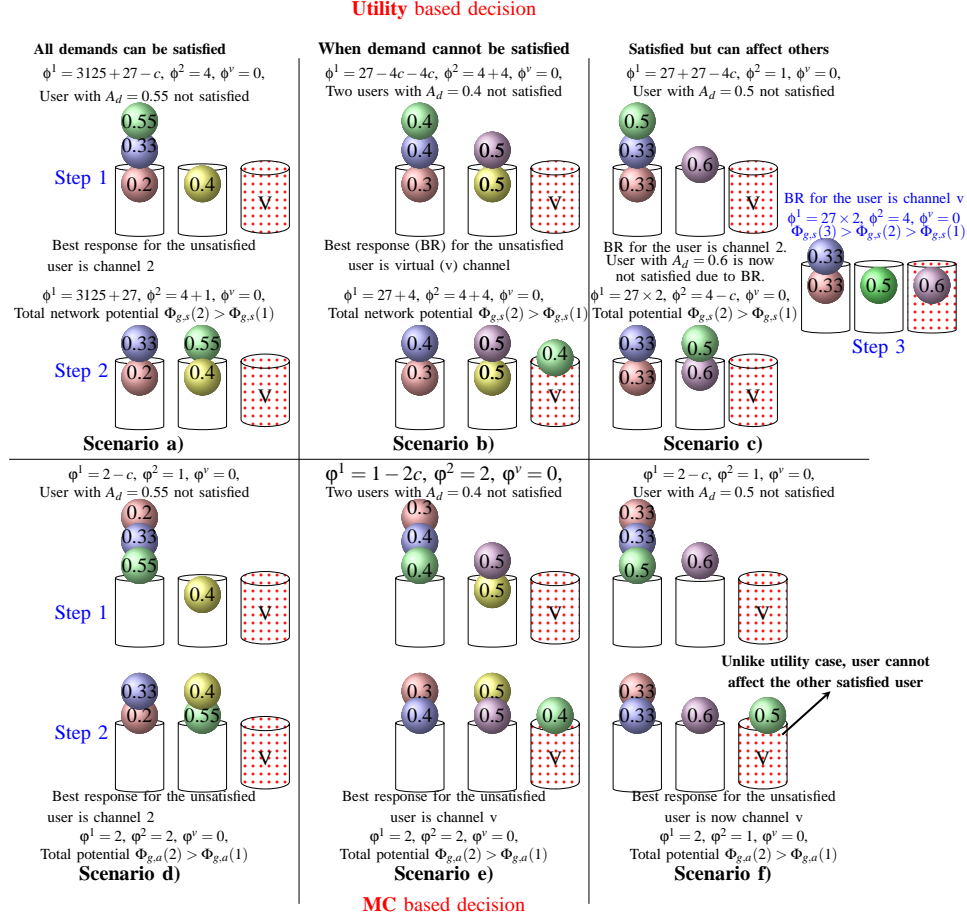 Utility based decision
All demands can be satisfied
ϕ¹ = 3125 + 27 − c, ϕ² = 4, ϕᵛ = 0,
User with A_d = 0.55 not satisfied
0.55
0.33
0.2
0.4
V
Step 1
Best response for the unsatisfied
user is channel 2
ϕ¹ = 3125 + 27, ϕ² = 4 + 1, ϕᵛ = 0,
Total network potential Φ_{g,s}(2) > Φ_{g,s}(1)
0.33
0.55
0.2
0.4
V
Step 2
Scenario a)
When demand cannot be satisfied
ϕ¹ = 27 − 4c − 4c, ϕ² = 4 + 4, ϕᵛ = 0,
Two users with A_d = 0.4 not satisfied
0.4
0.4
0.5
0.3
0.5
V
Best response (BR) for the unsatisfied
user is virtual (v) channel
ϕ¹ = 27 + 4, ϕ² = 4 + 4, ϕᵛ = 0,
Total network potential Φ_{g,s}(2) > Φ_{g,s}(1)
0.4
0.5
0.4
0.3
0.5
V
Scenario b)
Satisfied but can affect others
ϕ¹ = 27 + 27 − 4c, ϕ² = 1, ϕᵛ = 0,
User with A_d = 0.5 not satisfied
0.5
0.33
0.6
0.33
V
BR for the user is channel 2.
User with A_d = 0.6 is now
not satisfied due to BR.
ϕ¹ = 27 × 2, ϕ² = 4 − c, ϕᵛ = 0,
Total potential Φ_{g,s}(2) > Φ_{g,s}(1)
0.33
0.5
0.33
0.6
V
Scenario c)
BR for the user is channel v
ϕ¹ = 27 × 2, ϕ² = 4, ϕᵛ = 0
Φ_{g,s}(3) > Φ_{g,s}(2) > Φ_{g,s}(1)
0.33
0.33
0.5
0.6
Step 3
φ¹ = 2 − c, φ² = 1, φᵛ = 0,
User with A_d = 0.55 not satisfied
0.2
0.33
0.55
0.4
V
Step 1
0.33
0.4
0.2
0.55
V
Step 2
Best response for the unsatisfied
user is channel 2
φ¹ = 2, φ² = 2, φᵛ = 0,
Total potential Φ_{g,a}(2) > Φ_{g,a}(1)
Scenario d)
φ¹ = 1 − 2c, φ² = 2, φᵛ = 0,
Two users with A_d = 0.4 not satisfied
0.3
0.4
0.4
0.5
0.5
V
0.3
0.5
0.4
0.5
0.4
V
Best response for the unsatisfied
user is channel v
φ¹ = 2, φ² = 2, φᵛ = 0,
Total potential Φ_{g,a}(2) > Φ_{g,a}(1)
Scenario e)
φ¹ = 2 − c, φ² = 1, φᵛ = 0,
User with A_d = 0.5 not satisfied
0.33
0.33
0.5
0.6
V
Unlike utility case, user cannot
affect the other satisfied user
0.33
0.33
0.6
0.5
V
Best response for the unsatisfied
user is now channel v
φ¹ = 2, φ² = 1, φᵛ = 0,
Total potential Φ_{g,a}(2) > Φ_{g,a}(1)
Scenario f)
MC based decision